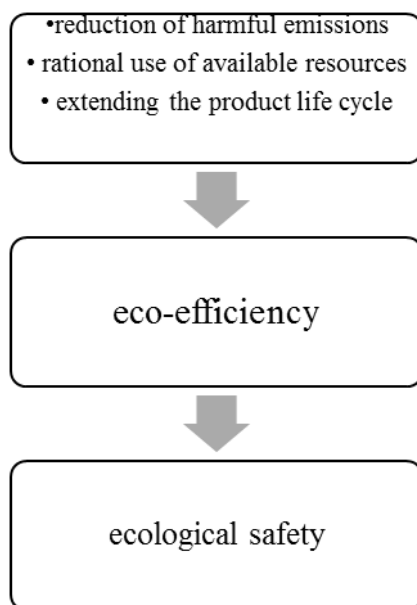 •reduction of harmful emissions
• rational use of available resources
• extending the product life cycle
eco-efficiency
ecological safety